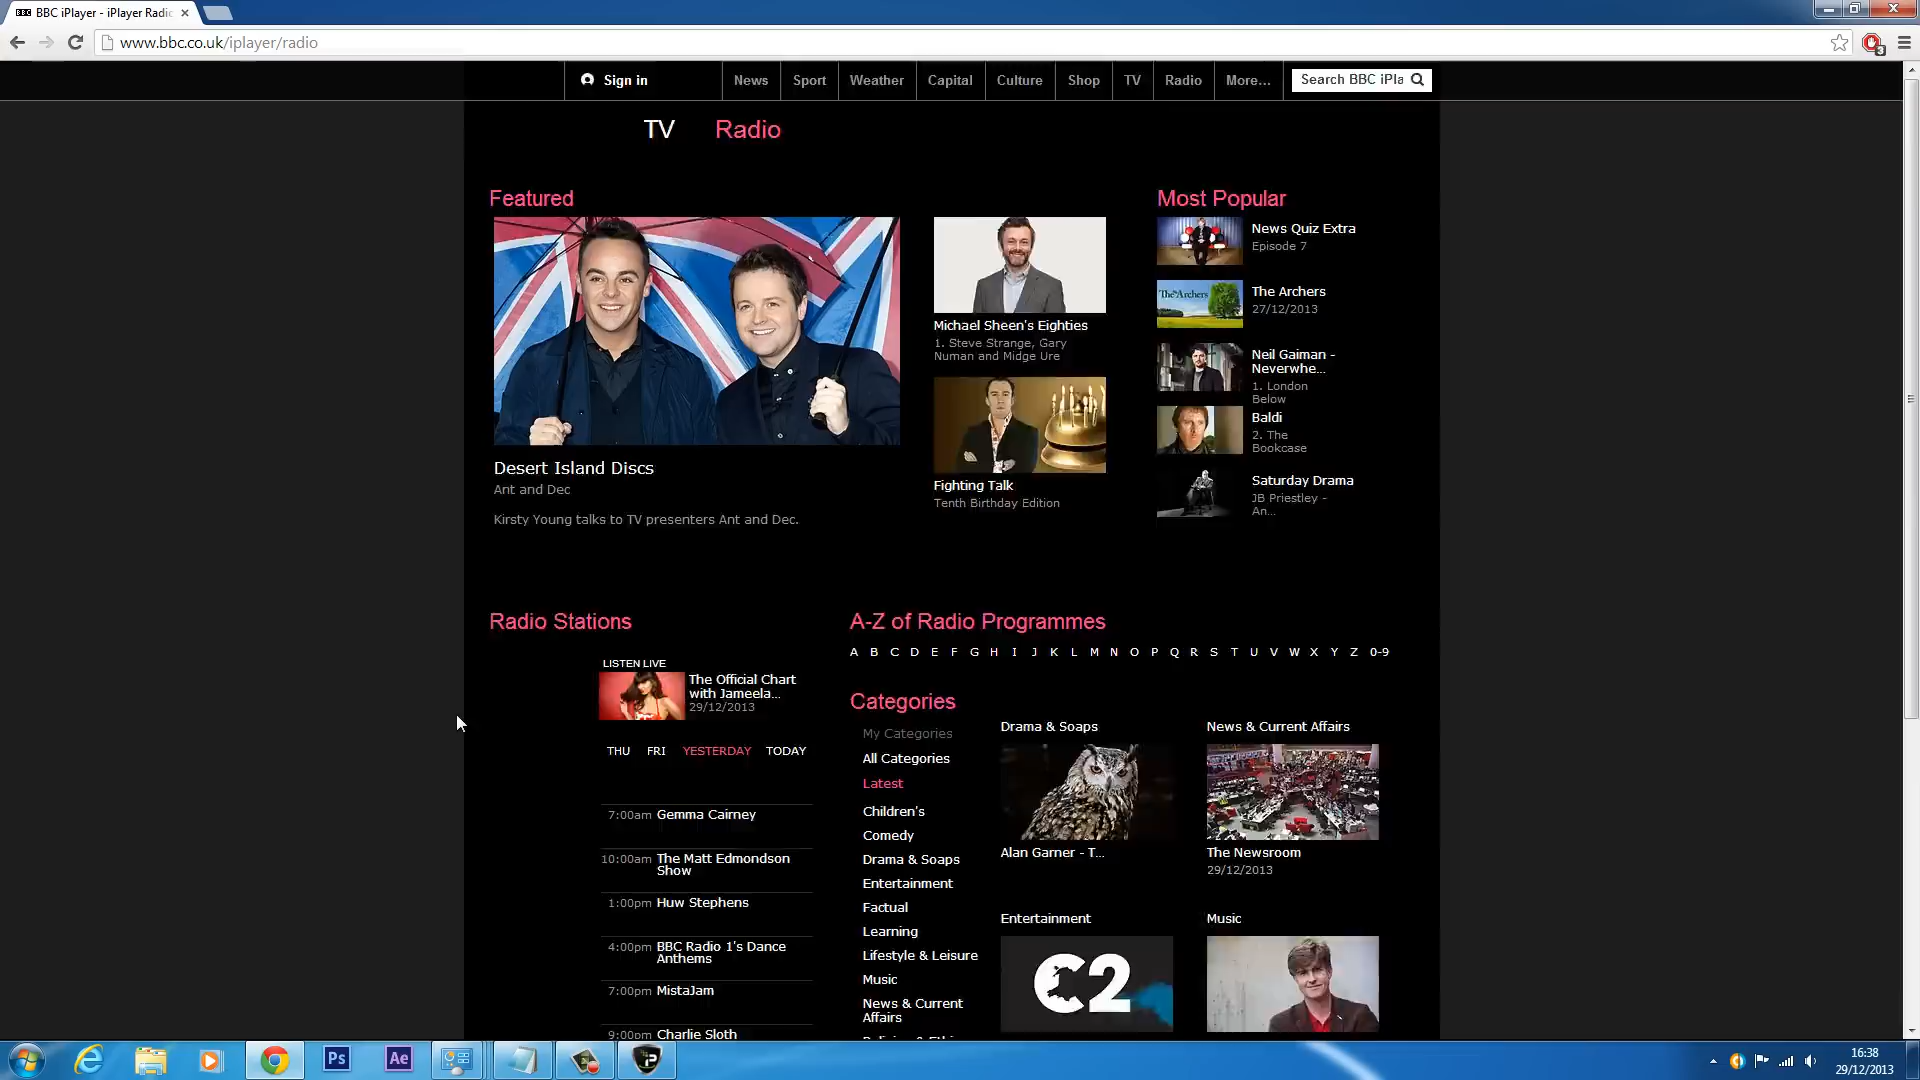 BBC iPlayer - iPlayer Radio
www.bbc.co.uk/iplayer/radio
3
Sign in
News
Sport
Weather
Capital
Culture
Shop
TV
Radio
More...
Search BBC iPla
TV
Radio
Featured
Desert Island Discs
Ant and Dec
Kirsty Young talks to TV presenters Ant and Dec.
Michael Sheen's Eighties
1. Steve Strange, Gary
Numan and Midge Ure
Fighting Talk
Tenth Birthday Edition
Most Popular
News Quiz Extra
Episode 7
The Archers
The Archers
27/12/2013
Neil Gaiman -
Neverwhe...
1. London
Below
Baldi
2. The
Bookcase
Saturday Drama
JB Priestley -
An...
Radio Stations
LISTEN LIVE
The Official Chart
with Jameela...
29/12/2013
THU FRI YESTERDAY TODAY
7:00am Gemma Cairney
10:00am The Matt Edmondson
Show
1:00pm Huw Stephens
4:00pm BBC Radio 1's Dance
Anthems
7:00pm MistaJam
9:00pm Charlie Sloth
A-Z of Radio Programmes
A B C D E F G H I J K L M N O P Q R S T U V W X Y Z 0-9
Categories
My Categories
All Categories
Latest
Children's
Comedy
Drama & Soaps
Entertainment
Factual
Learning
Lifestyle & Leisure
Music
News & Current
Affairs
Drama & Soaps
Alan Garner - T...
News & Current Affairs
The Newsroom
29/12/2013
Entertainment
C2
Music
Ps
Ae
16:38
29/12/2013